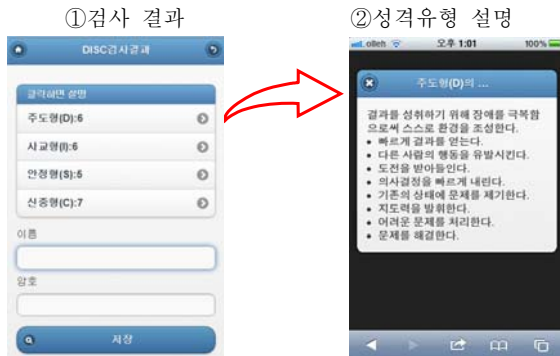 ①검사 결과
②성격유형 설명
DISC검사결과
클릭하면 설명
주도형(D):6
사교형(I):6
안정형(S):5
신중형(C):7
이름
암호
저장
olleh 오후 1:01 100%
주도형(D)의 ...
결과를 성취하기 위해 장애를 극복함
으로써 스스로 환경을 조성한다.
• 빠르게 결과를 얻는다.
• 다른 사람의 행동을 유발시킨다.
• 도전을 받아들인다.
• 의사결정을 빠르게 내린다.
• 기존의 상태에 문제를 제기한다.
• 지도력을 발휘한다.
• 어려운 문제를 처리한다.
• 문제를 해결한다.